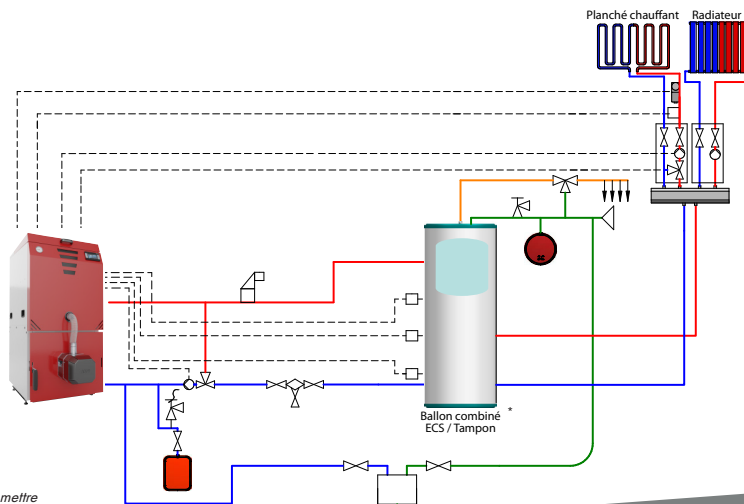 Planché chauffant
Radiateur
Ballon combiné *
ECS / Tampon
mettre